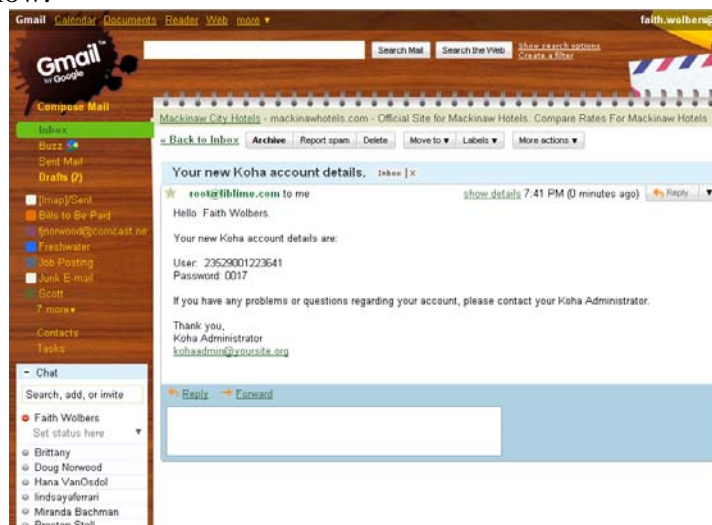 Gmail Calendar Documents Reader Web more ▼
faith.wolbers
Gmail
by Google
Search Mail
Search the Web
Show search options
Create a filter
Compose Mail
Inbox
Buzz
Sent Mail
Drafts (2)
[Imap]/Sent
Bills to Be Paid
fjnorwood@comcast.ne
Freshwater
Job Posting
Junk E-mail
Scott
7 more▼
Contacts
Tasks
– Chat
Search, add, or invite
Faith Wolbers
Set status here ▼
Brittany
Doug Norwood
Hana VanOsdol
lindsayaferrari
Miranda Bachman
Mackinaw City Hotels - mackinawhotels.com - Official Site for Mackinaw Hotels. Compare Rates For Mackinaw Hotels
« Back to Inbox Archive Report spam Delete Move to ▼ Labels ▼ More actions ▼
Your new Koha account details. Inbox | X
root@liblime.com to me show details 7:41 PM (0 minutes ago) Reply ▼
Hello Faith Wolbers.
Your new Koha account details are:
User: 23529001223641
Password: 0017
If you have any problems or questions regarding your account, please contact your Koha Administrator.
Thank you,
Koha Administrator
kohaadmin@yoursite.org
Reply Forward